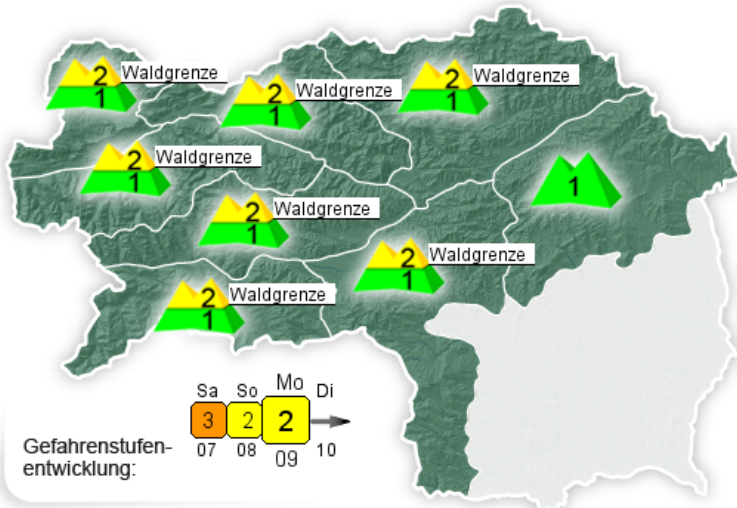 2 Waldgrenze
1
2 Waldgrenze
1
2 Waldgrenze
1
2 Waldgrenze
1
1
2 Waldgrenze
1
2 Waldgrenze
1
2 Waldgrenze
1
Sa So Mo Di
3 2 2
07 08 09 10
Gefahrenstufen-
entwicklung: